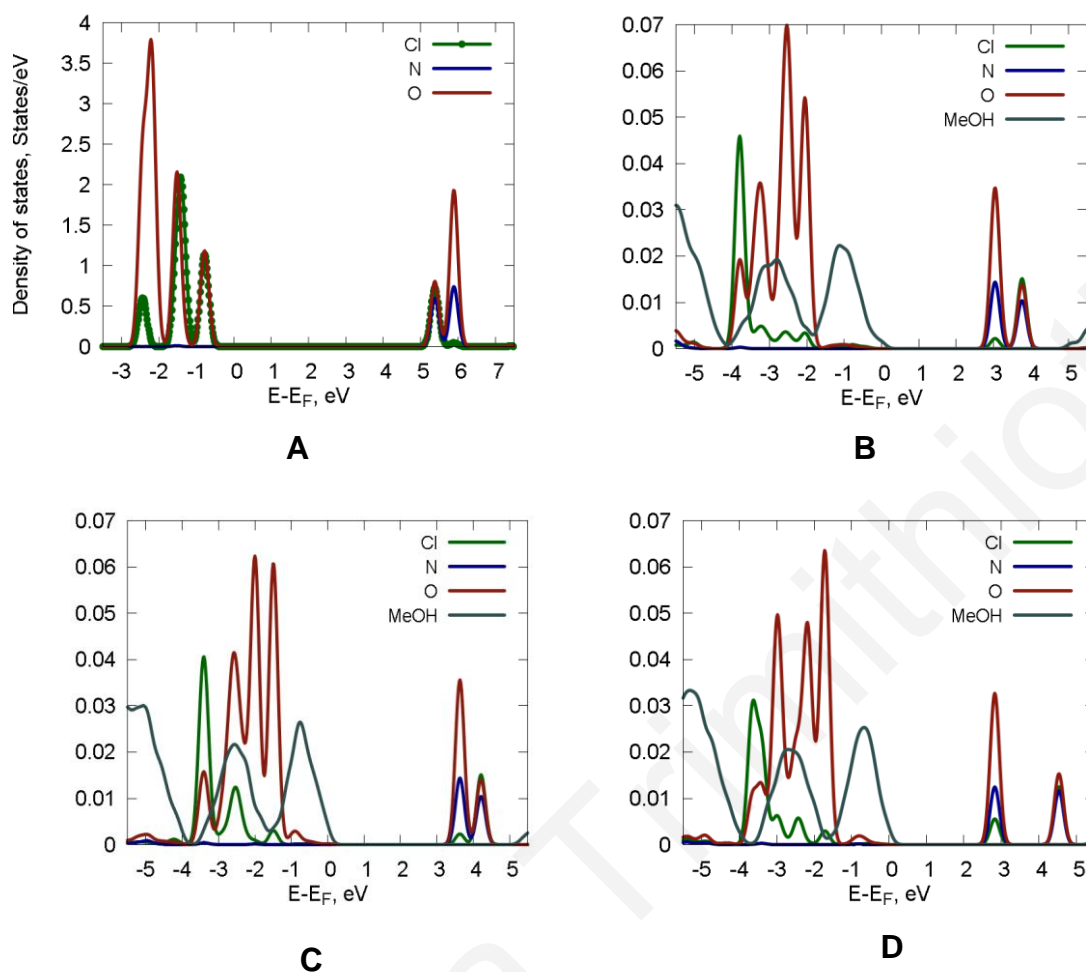 Density of states, States/eV
4
3.5
3
2.5
2
1.5
1
0.5
0
Cl
N
O
-3 -2 -1 0 1 2 3 4 5 6 7
E-EF, eV
A
0.07
0.06
0.05
0.04
0.03
0.02
0.01
0
Cl
N
O
MeOH
-5 -4 -3 -2 -1 0 1 2 3 4 5
E-EF, eV
B
0.07
0.06
0.05
0.04
0.03
0.02
0.01
0
Cl
N
O
MeOH
-5 -4 -3 -2 -1 0 1 2 3 4 5
E-EF, eV
C
0.07
0.06
0.05
0.04
0.03
0.02
0.01
0
Cl
N
O
MeOH
-5 -4 -3 -2 -1 0 1 2 3 4 5
E-EF, eV
D